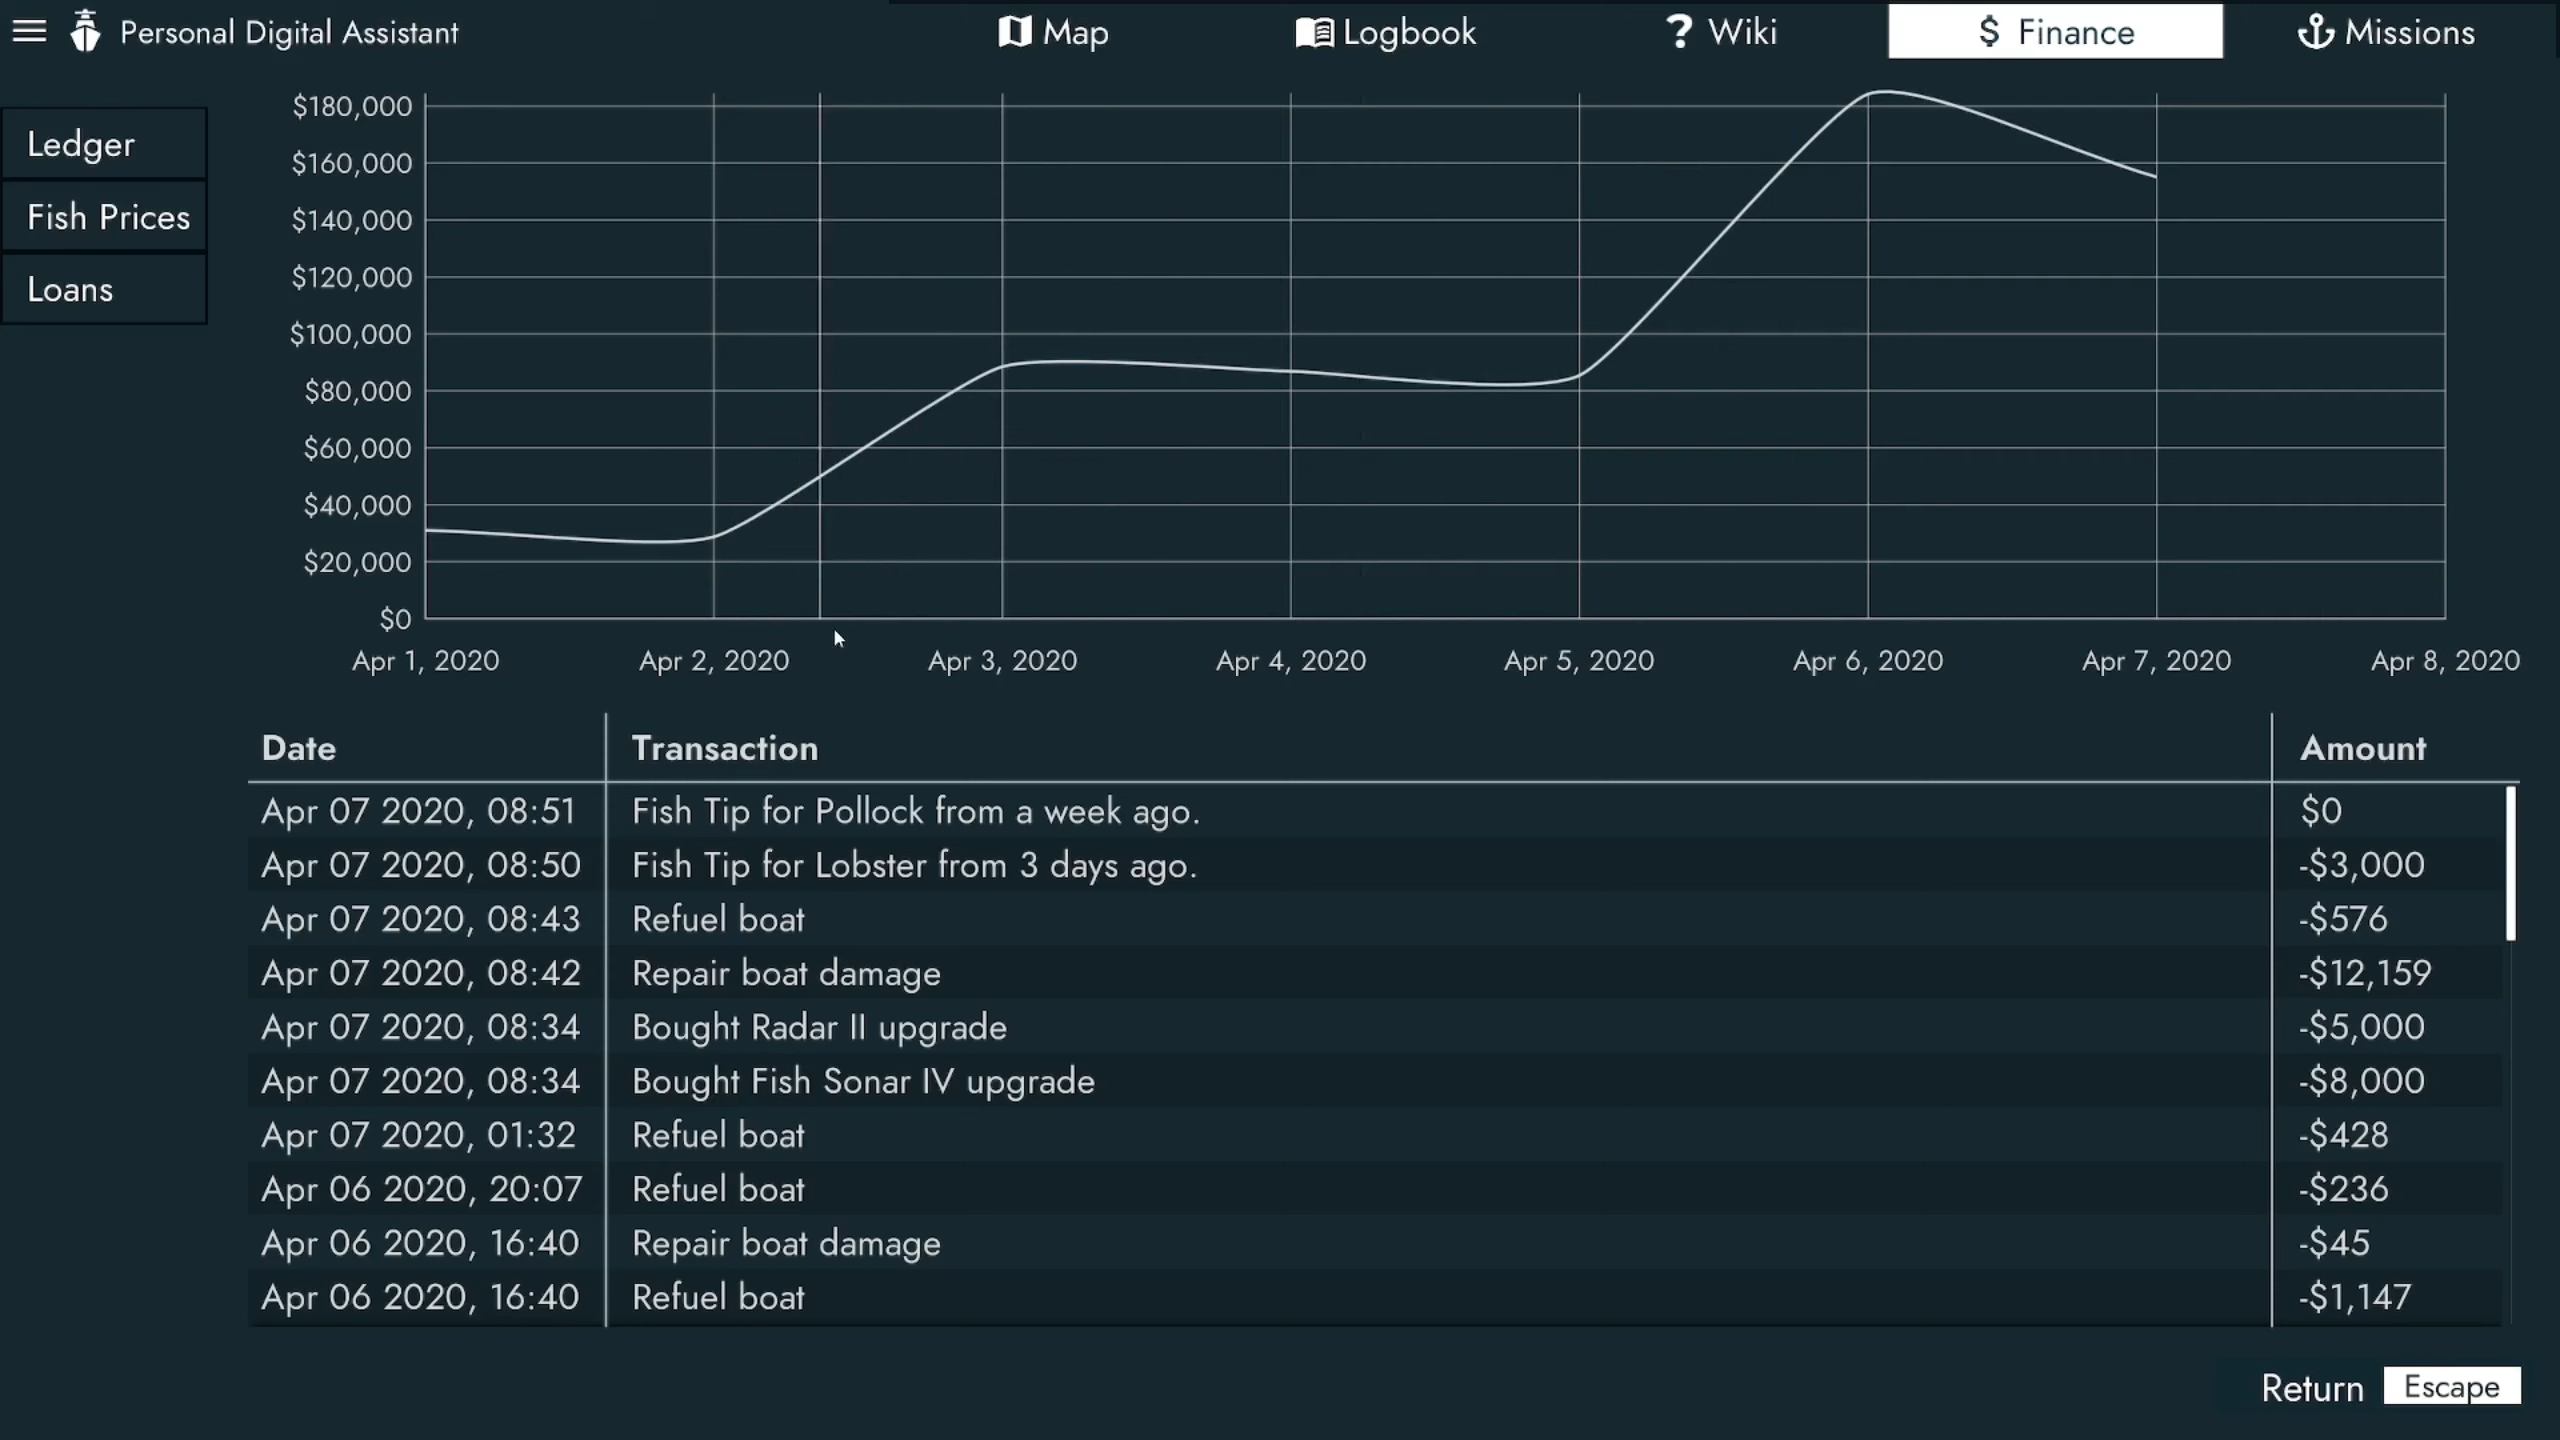 Personal Digital Assistant Map Logbook ? Wiki $ Finance Missions
Ledger
Fish Prices
Loans
$180,000
$160,000
$140,000
$120,000
$100,000
$80,000
$60,000
$40,000
$20,000
$0
Apr 1, 2020 Apr 2, 2020 Apr 3, 2020 Apr 4, 2020 Apr 5, 2020 Apr 6, 2020 Apr 7, 2020 Apr 8, 2020
Date Transaction Amount
Apr 07 2020, 08:51 Fish Tip for Pollock from a week ago. $0
Apr 07 2020, 08:50 Fish Tip for Lobster from 3 days ago. -$3,000
Apr 07 2020, 08:43 Refuel boat -$576
Apr 07 2020, 08:42 Repair boat damage -$12,159
Apr 07 2020, 08:34 Bought Radar II upgrade -$5,000
Apr 07 2020, 08:34 Bought Fish Sonar IV upgrade -$8,000
Apr 07 2020, 01:32 Refuel boat -$428
Apr 06 2020, 20:07 Refuel boat -$236
Apr 06 2020, 16:40 Repair boat damage -$45
Apr 06 2020, 16:40 Refuel boat -$1,147
Return Escape